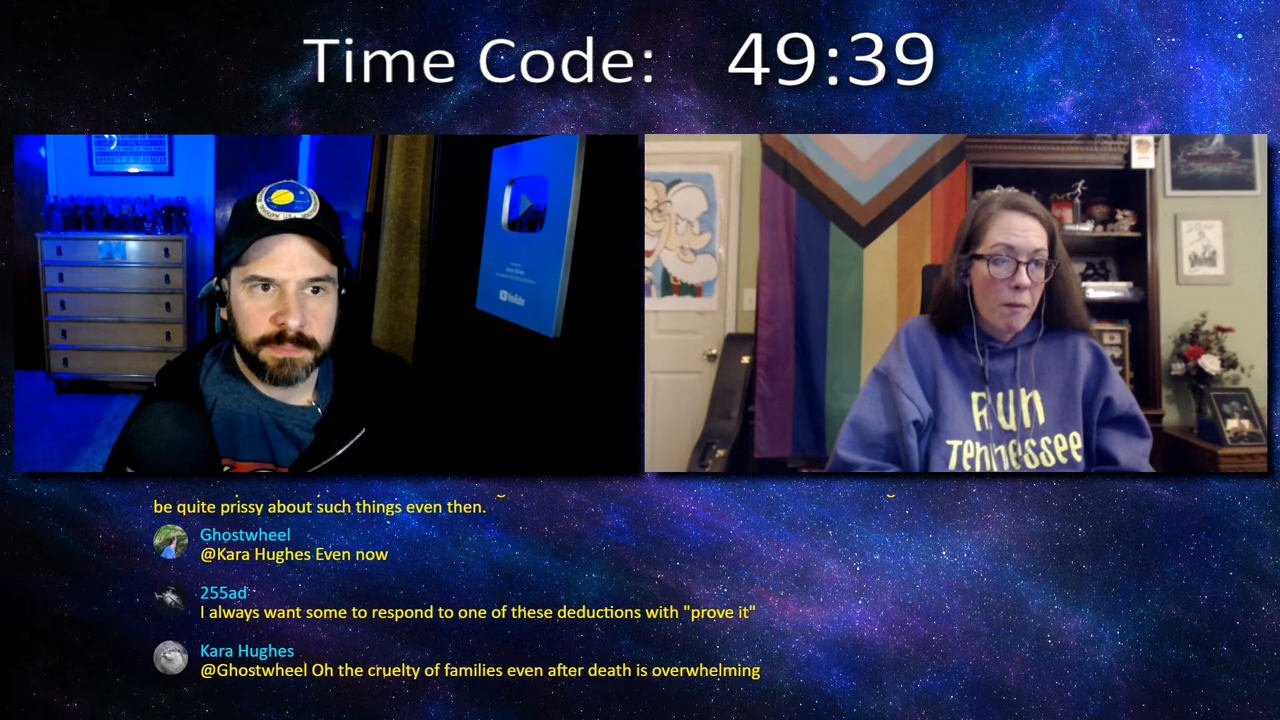 Time Code: 49:39
YouTube
Run
Tennessee
be quite prissy about such things even then.
Ghostwheel
@Kara Hughes Even now
255ad
I always want some to respond to one of these deductions with "prove it"
Kara Hughes
@Ghostwheel Oh the cruelty of families even after death is overwhelming